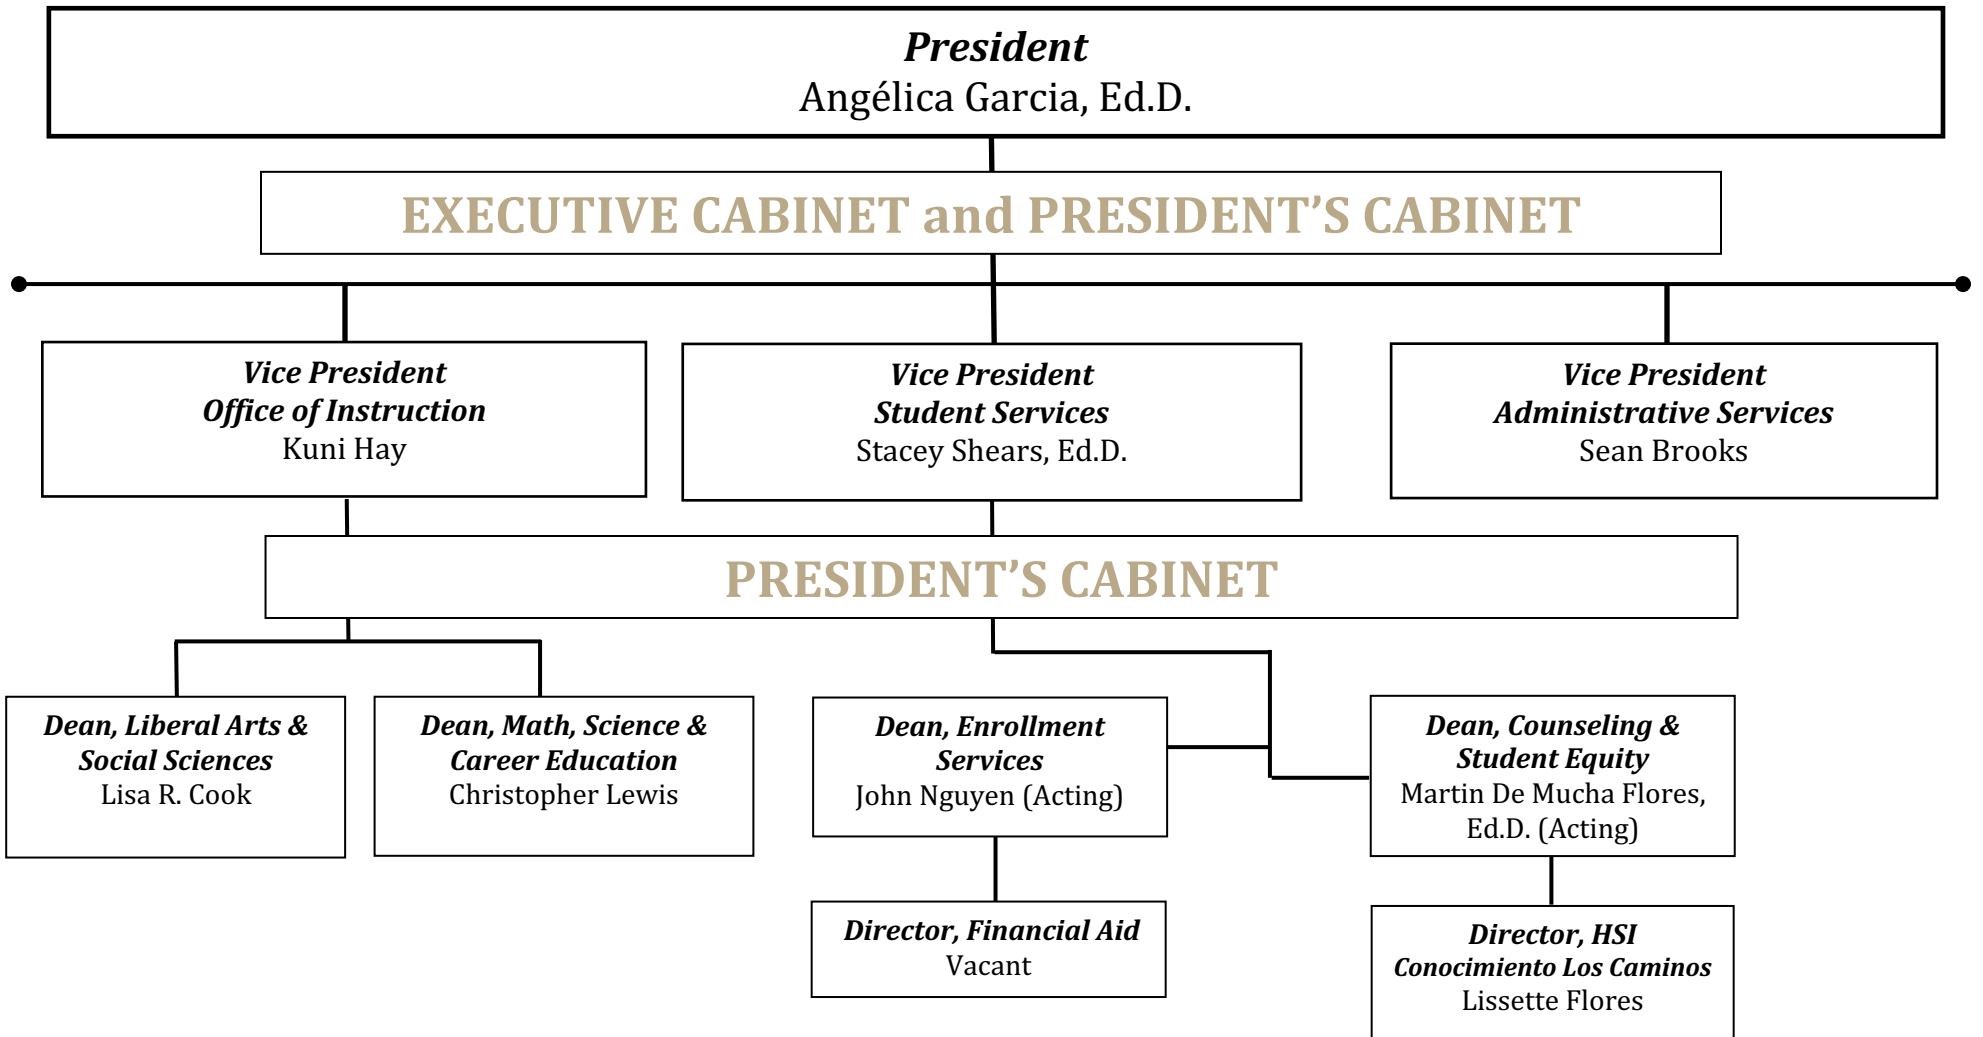 President
Angélica Garcia, Ed.D.
EXECUTIVE CABINET and PRESIDENT’S CABINET
Vice President
Office of Instruction
Kuni Hay
Vice President
Student Services
Stacey Shears, Ed.D.
Vice President
Administrative Services
Sean Brooks
PRESIDENT’S CABINET
Dean, Liberal Arts &
Social Sciences
Lisa R. Cook
Dean, Math, Science &
Career Education
Christopher Lewis
Dean, Enrollment
Services
John Nguyen (Acting)
Dean, Counseling &
Student Equity
Martin De Mucha Flores,
Ed.D. (Acting)
Director, Financial Aid
Vacant
Director, HSI
Conocimiento Los Caminos
Lissette Flores